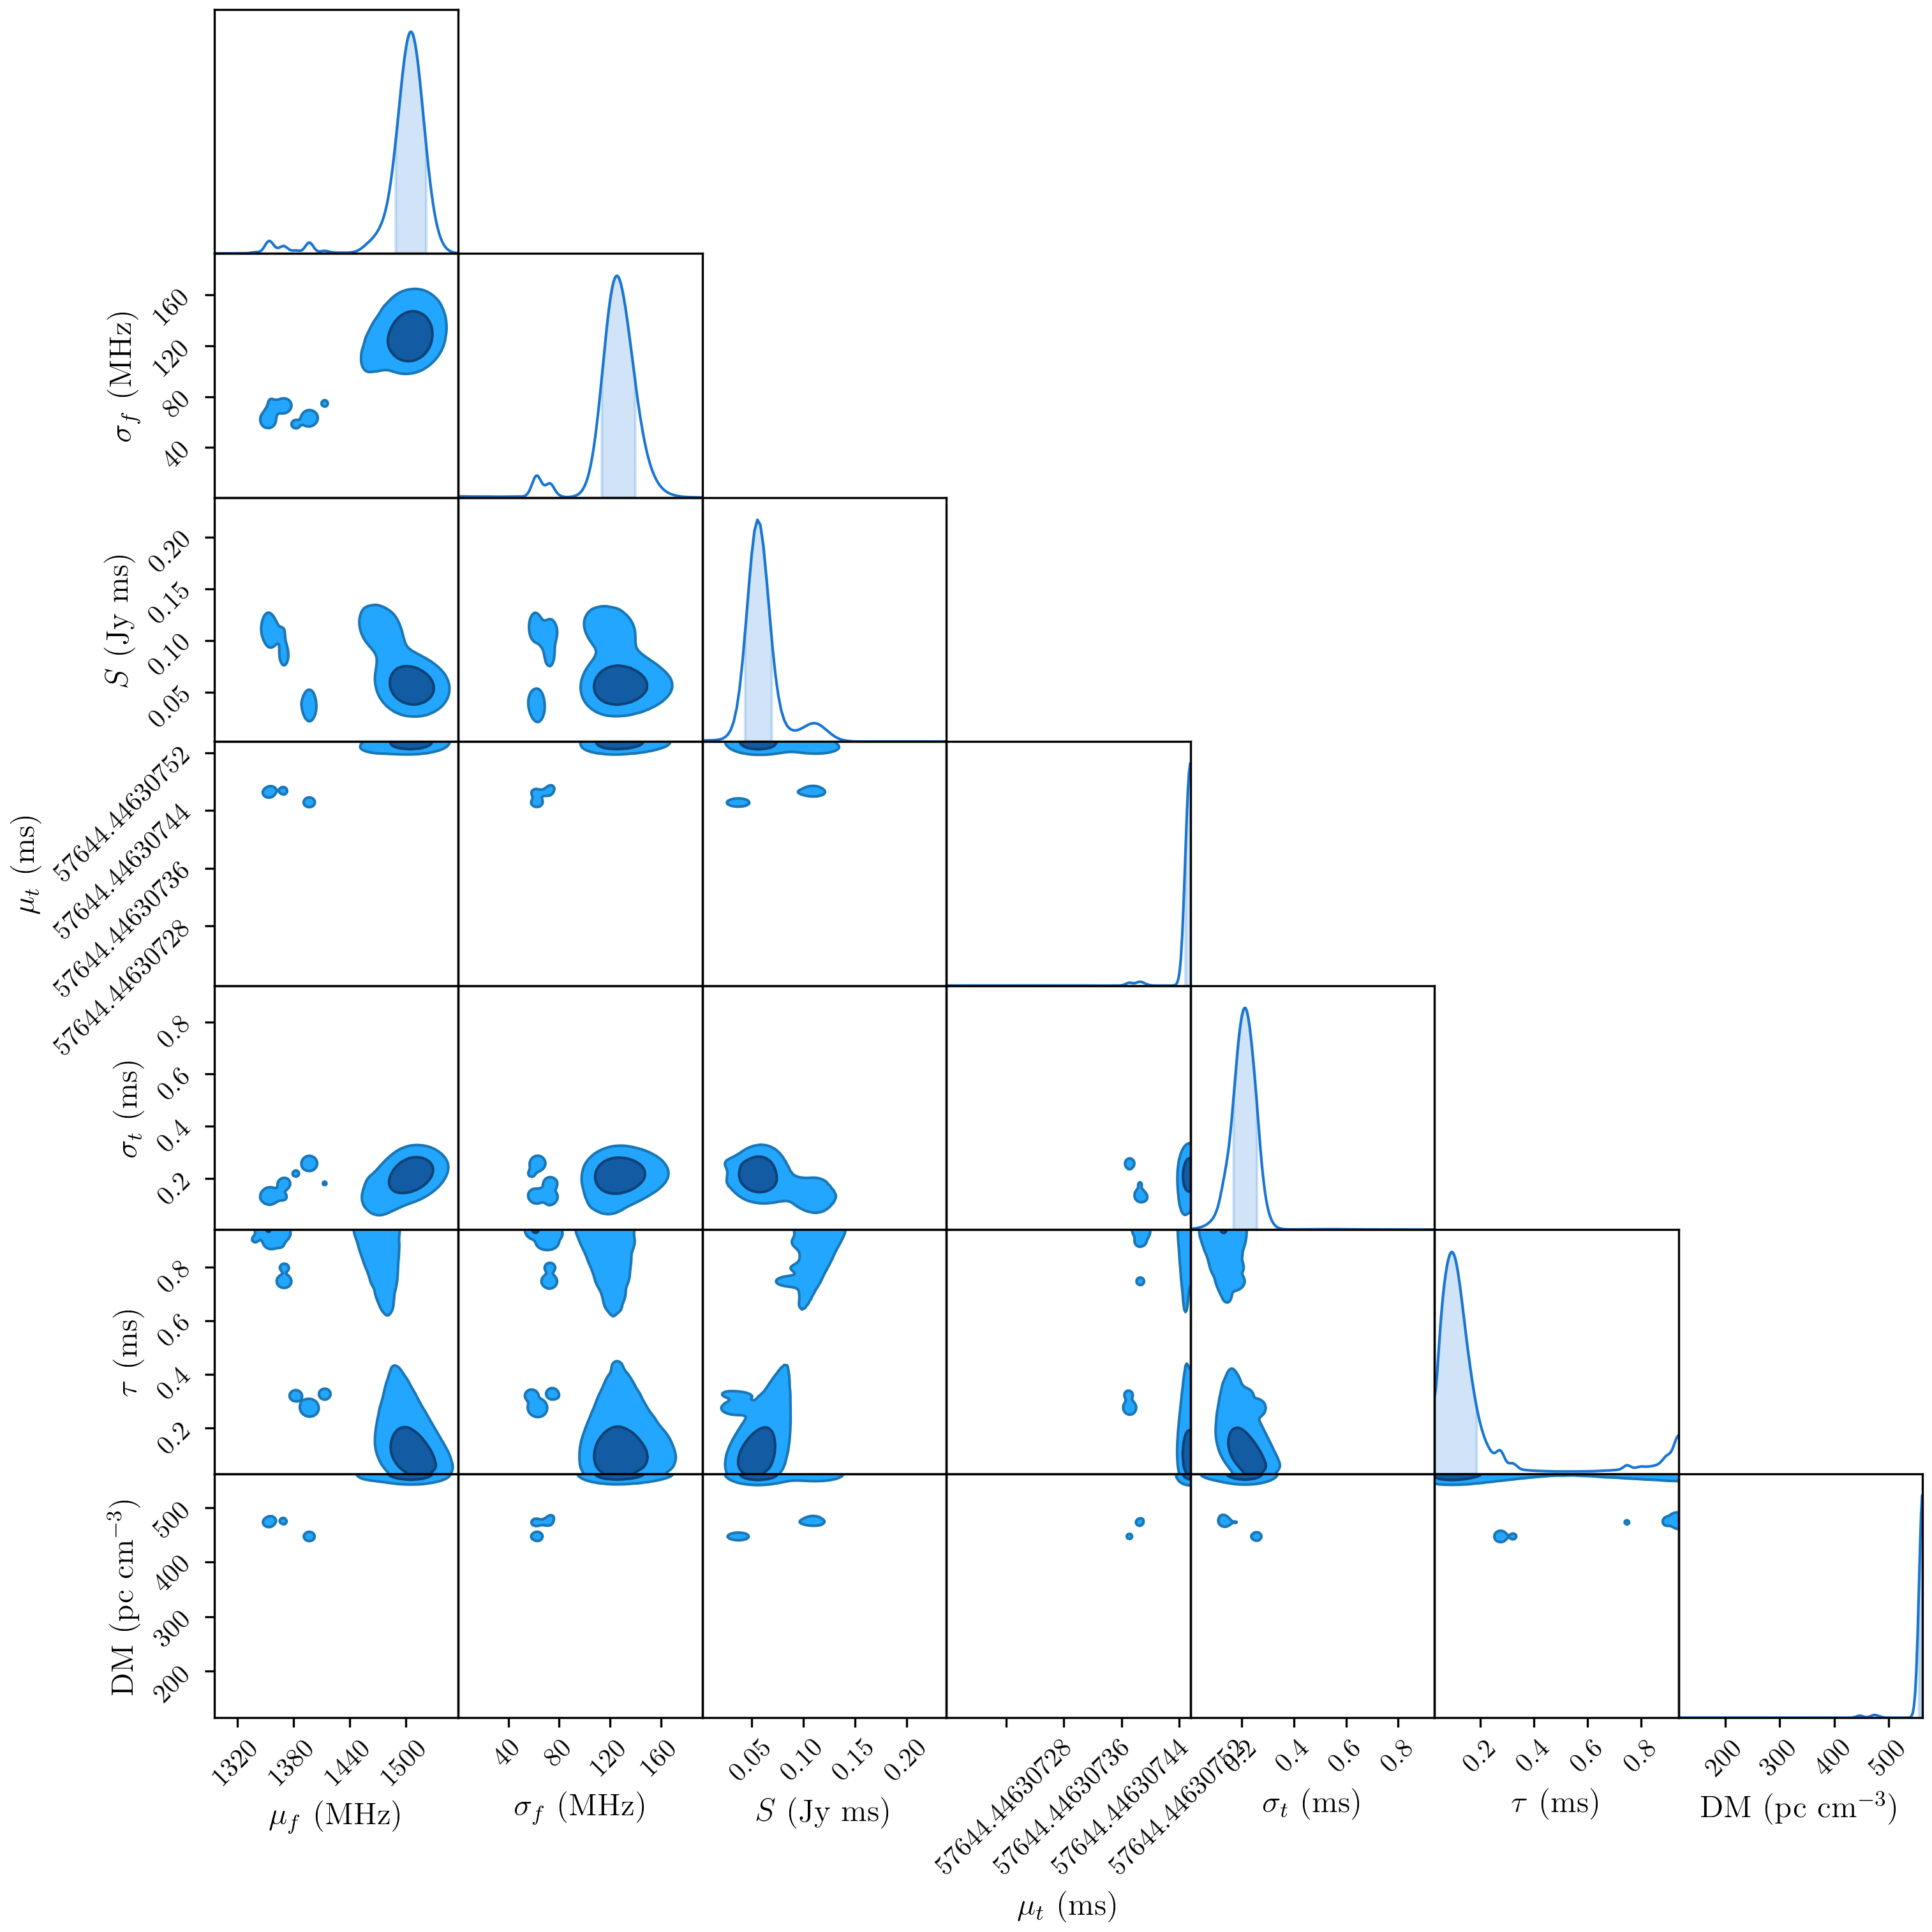 160
120
80
40
σ_f (MHz)
0.20
0.15
0.10
0.05
S (Jy ms)
57644.44630752
57644.44630744
57644.44630736
57644.44630728
μ_t (ms)
0.8
0.6
0.4
0.2
σ_t (ms)
0.8
0.6
0.4
0.2
τ (ms)
500
400
300
200
DM (pc cm⁻³)
1320 1380 1440 1500
μ_f (MHz)
40 80 120 160
σ_f (MHz)
0.05 0.10 0.15 0.20
S (Jy ms)
57644.44630728 57644.44630736 57644.44630744 57644.44630752
μ_t (ms)
0.2 0.4 0.6 0.8
σ_t (ms)
0.2 0.4 0.6 0.8
τ (ms)
200 300 400 500
DM (pc cm⁻³)